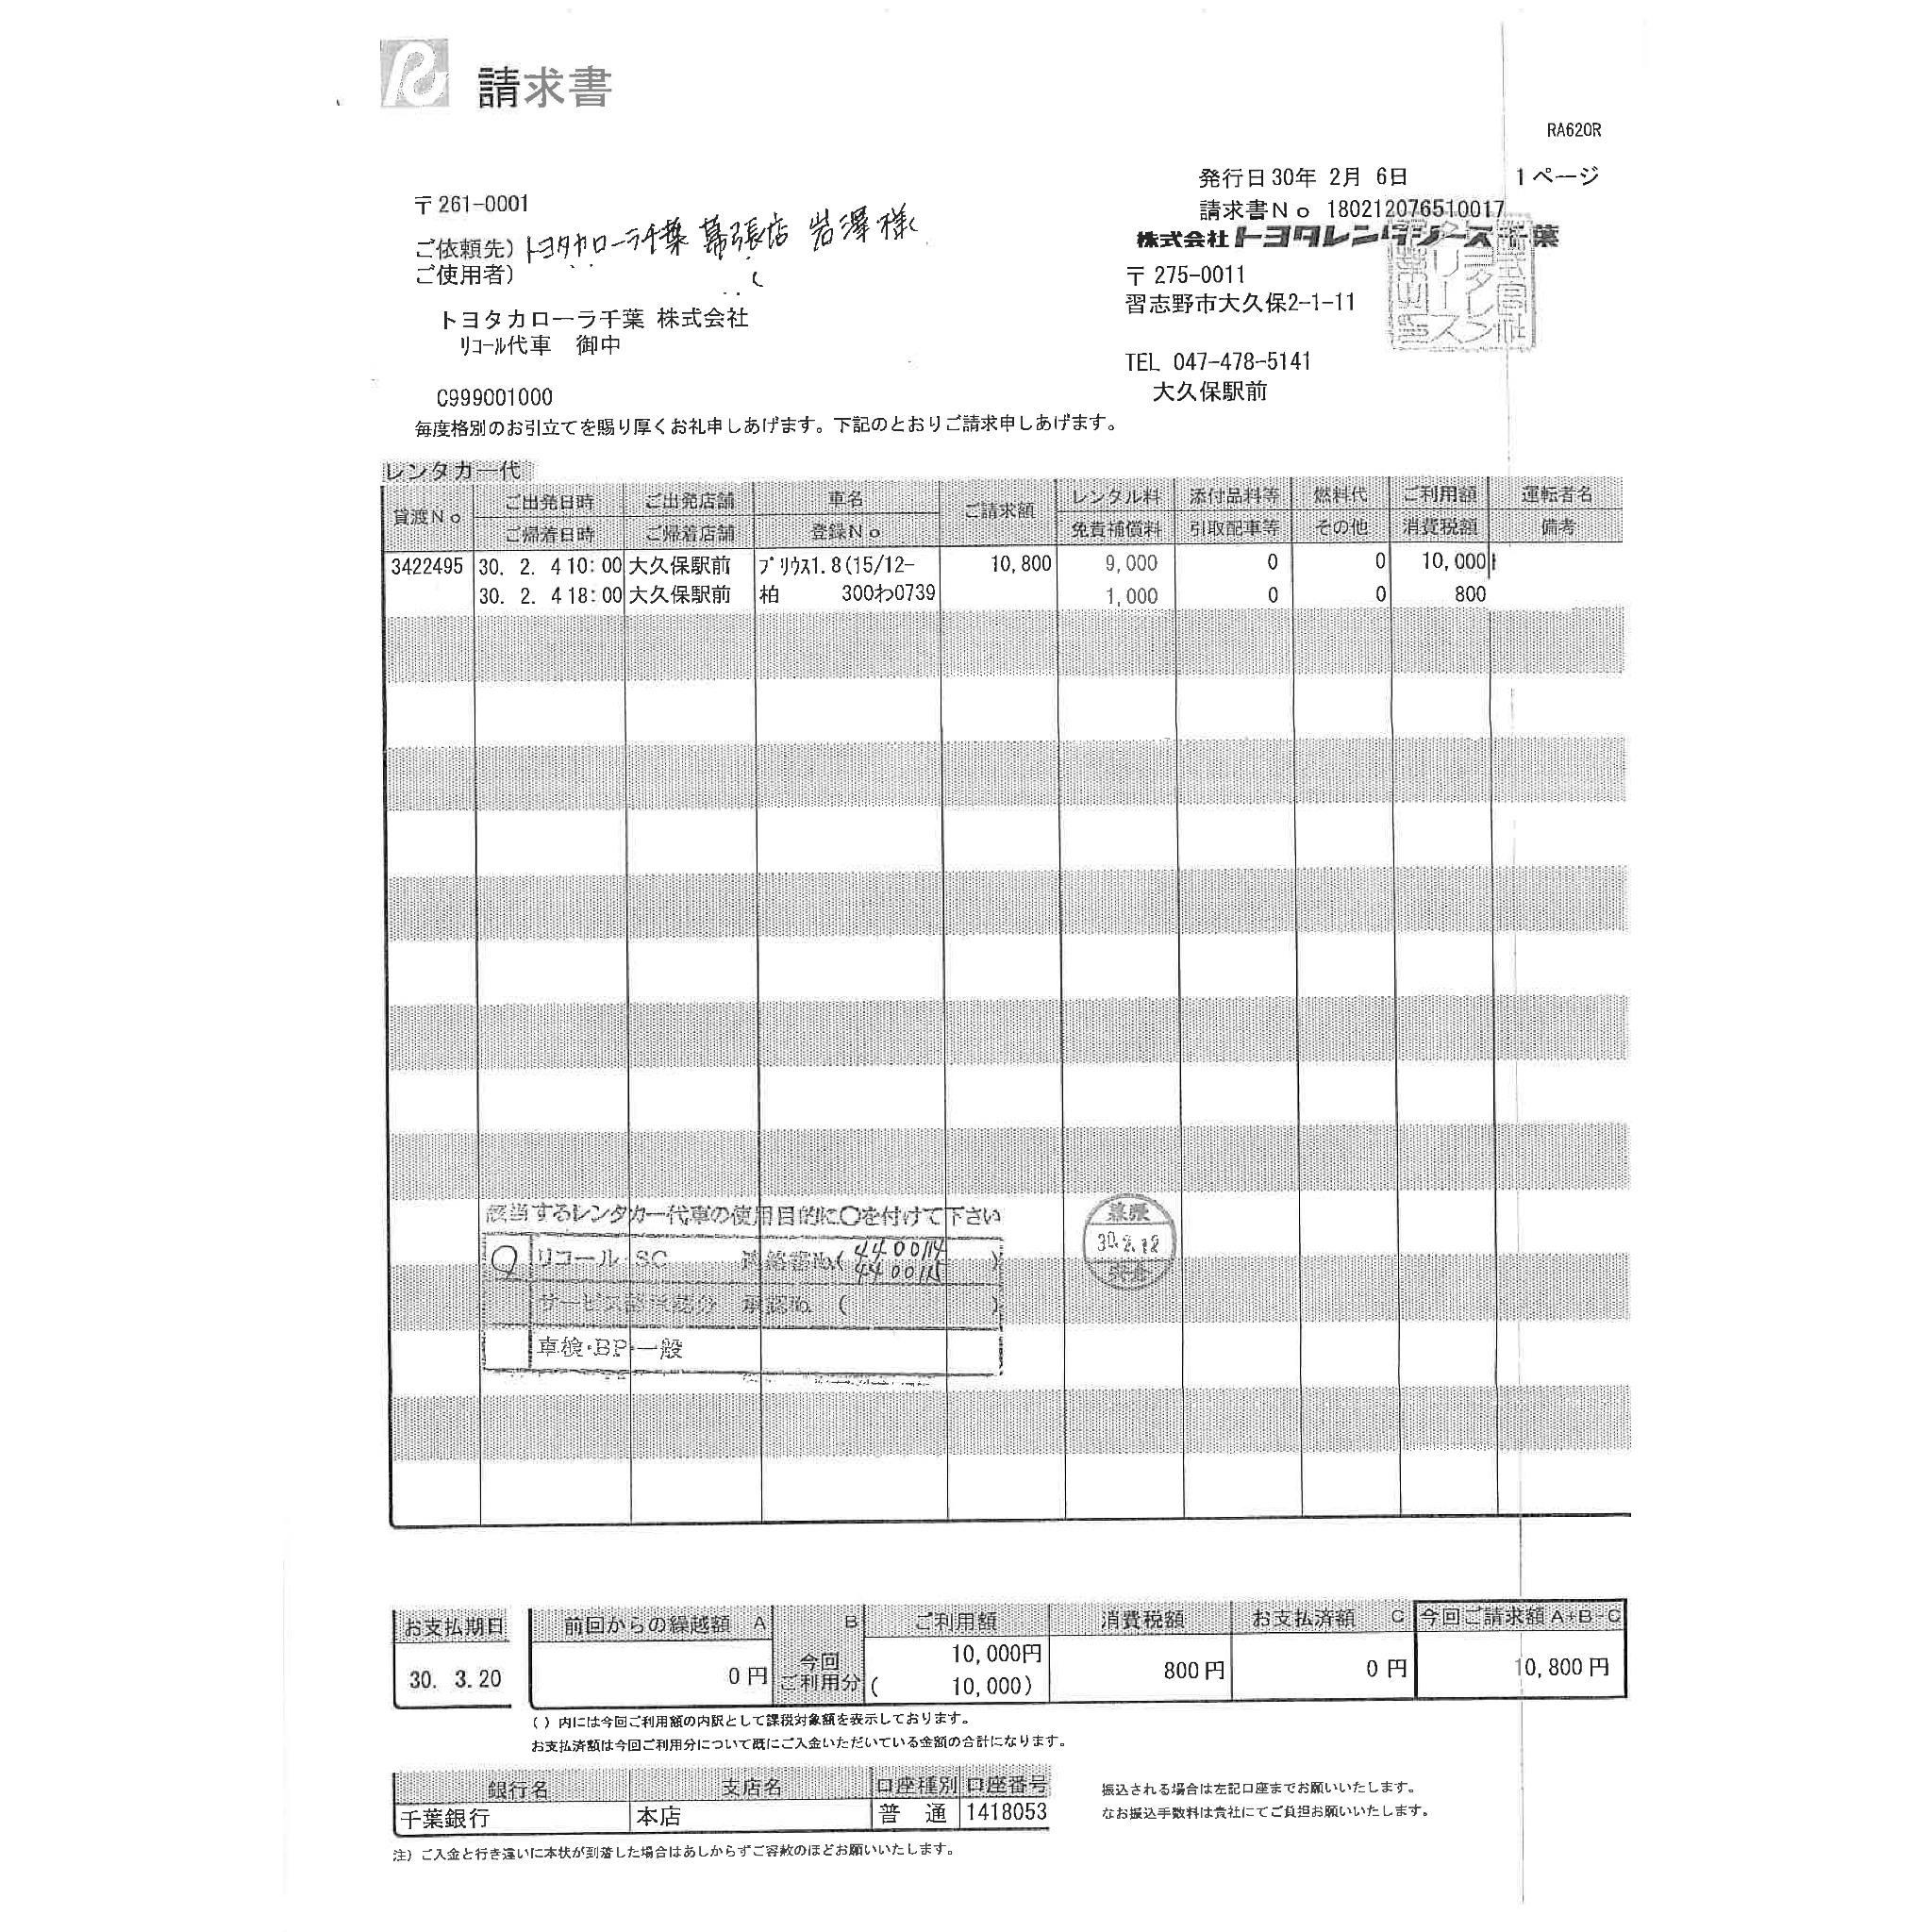 請求書
RA620R
発行日30年 2月 6日 1ページ
請求書No 180212076510017
株式会社トヨタレンタリース千葉
〒275-0011
習志野市大久保2-1-11
TEL 047-478-5141
大久保駅前
〒261-0001
ご依頼先) トヨタカローラ千葉 幕張店 岩澤様
ご使用者)
トヨタカローラ千葉 株式会社
ﾘｺｰﾙ代車 御中
C999001000
毎度格別のお引立てを賜り厚くお礼申しあげます。下記のとおりご請求申しあげます。
レンタカー代
貸渡No ご出発日時 ご出発店舗 車名 ご請求額 レンタル料 添付品料等 燃料代 ご利用額 運転者名
ご帰着日時 ご帰着店舗 登録No 免責補償料 引取配車等 その他 消費税額 備考
3422495 30. 2. 4 10:00 大久保駅前 ﾌﾟﾘｳｽ1.8(15/12- 10,800 9,000 0 0 10,000
30. 2. 4 18:00 大久保駅前 柏 300わ0739 1,000 0 0 800
該当するレンタカー代車の使用目的に○を付けて下さい
○ リコール・SC 連絡書No.( 4400114
4400115 )
サービス 承認No. ( )
車検・BP・一般
幕張
30.2.12
お支払期日 前回からの繰越額 A B ご利用額 消費税額 お支払済額 C 今回ご請求額 A+B-C
30. 3.20 0円 今回ご利用分 10,000円 800円 0円 10,800円
( 10,000)
( ) 内には今回ご利用額の内訳として課税対象額を表示しております。
お支払済額は今回ご利用分について既にご入金いただいている金額の合計になります。
銀行名 支店名 口座種別 口座番号
千葉銀行 本店 普 通 1418053
振込される場合は左記口座までお願いいたします。
なお振込手数料は貴社にてご負担お願いいたします。
注) ご入金と行き違いに本状が到着した場合はあしからずご容赦のほどお願いいたします。